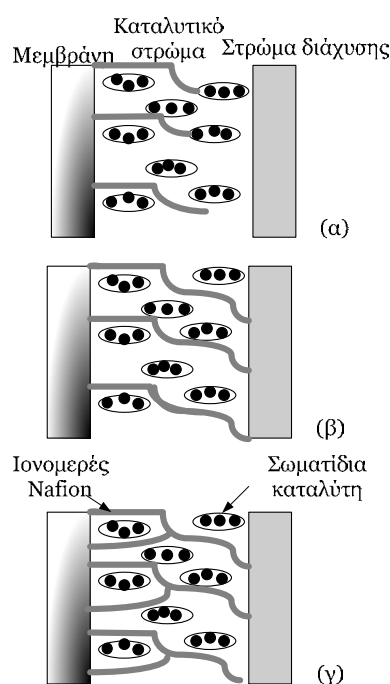 Μεμβράνη
Καταλυτικό
στρώμα
Στρώμα διάχυσης
(α)
(β)
Ιονομερές
Nafion
Σωματίδια
καταλύτη
(γ)